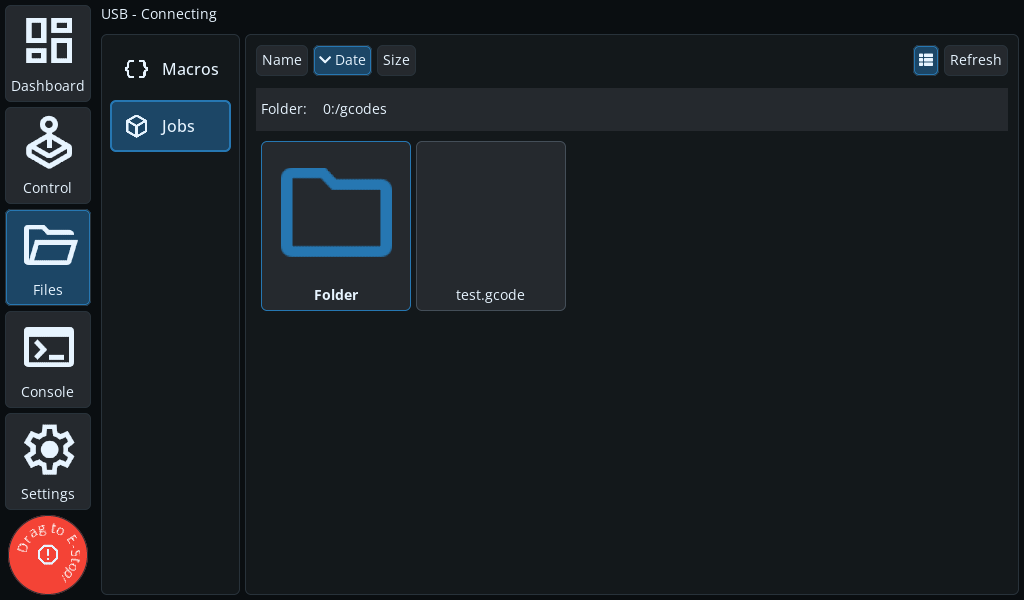 USB - Connecting
Dashboard
Control
Files
Console
Settings
Drag to E-Stop!
{} Macros
Jobs
Name Date Size Refresh
Folder: 0:/gcodes
Folder test.gcode